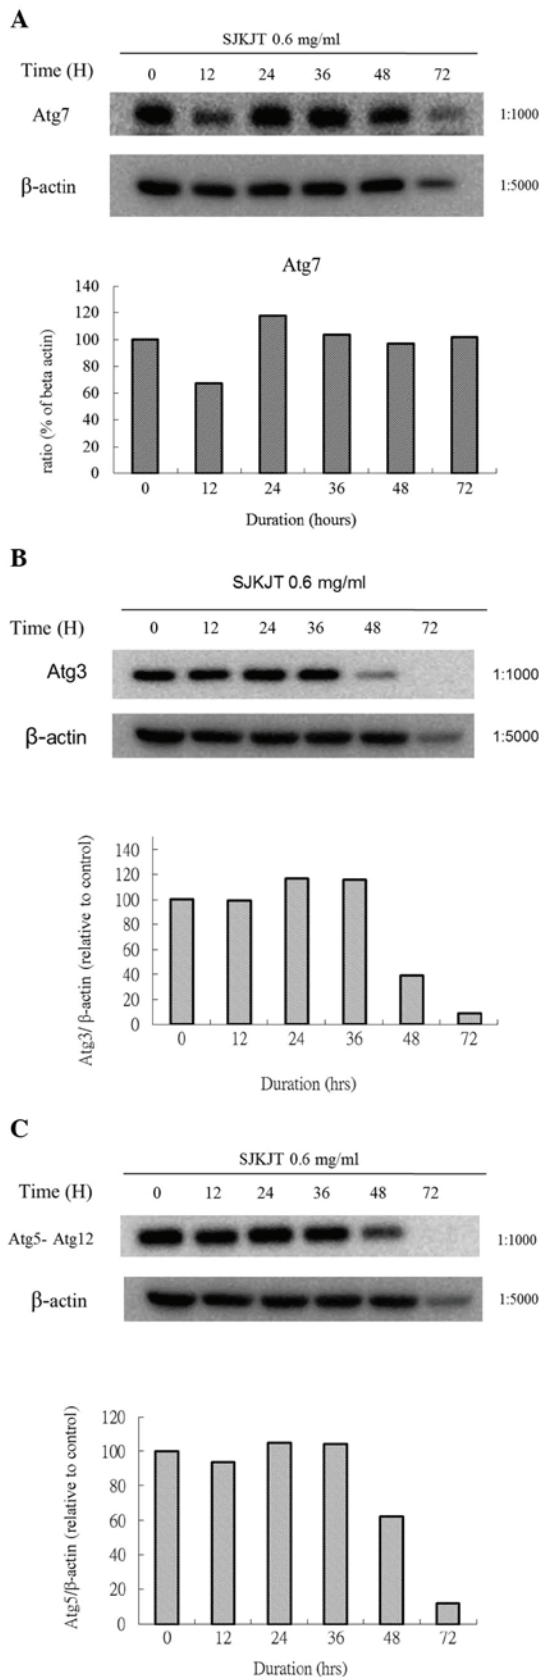 A
SJKJT 0.6 mg/ml
Time (H) 0 12 24 36 48 72
Atg7 1:1000
β-actin 1:5000
Atg7
140
120
100
80
60
40
20
0
ratio (% of beta actin)
0 12 24 36 48 72
Duration (hours)
B
SJKJT 0.6 mg/ml
Time (H) 0 12 24 36 48 72
Atg3 1:1000
β-actin 1:5000
140
120
100
80
60
40
20
0
Atg3/ β-actin (relative to control)
0 12 24 36 48 72
Duration (hrs)
C
SJKJT 0.6 mg/ml
Time (H) 0 12 24 36 48 72
Atg5- Atg12 1:1000
β-actin 1:5000
120
100
80
60
40
20
0
Atg5/β-actin (relative to control)
0 12 24 36 48 72
Duration (hrs)